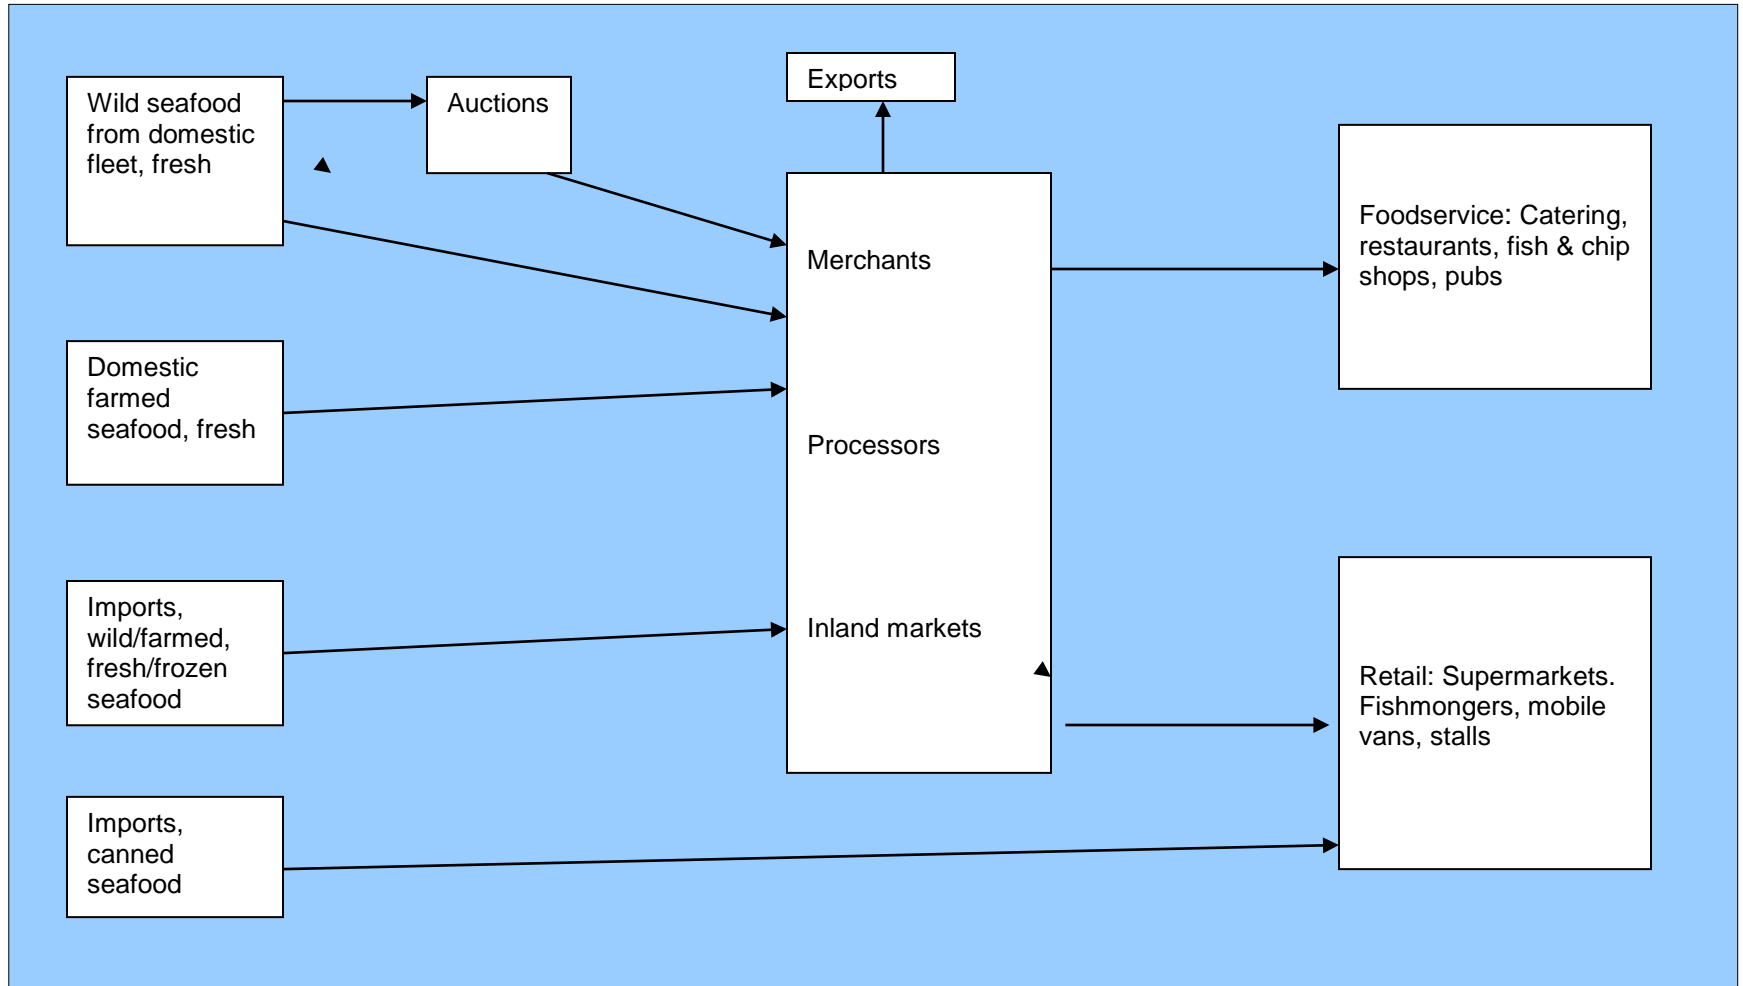 Wild seafood
from domestic
fleet, fresh
Auctions
Exports
Merchants
Processors
Inland markets
Foodservice: Catering,
restaurants, fish & chip
shops, pubs
Domestic
farmed
seafood, fresh
Imports,
wild/farmed,
fresh/frozen
seafood
Retail: Supermarkets.
Fishmongers, mobile
vans, stalls
Imports,
canned
seafood